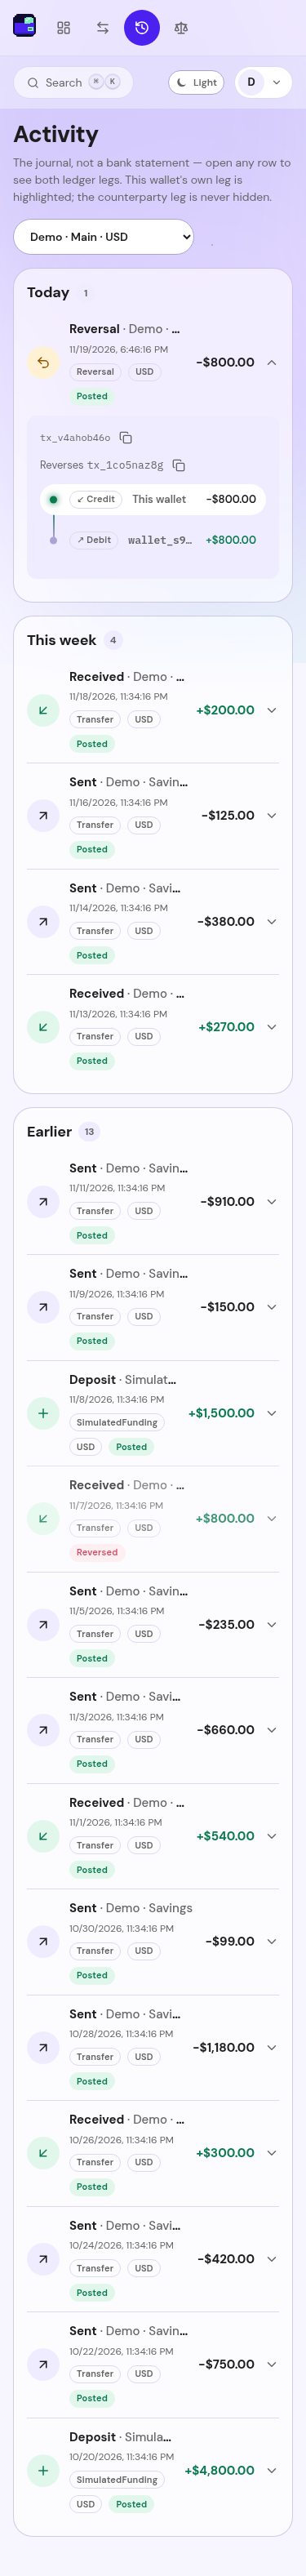 Search ⌘ K
Light
D
Activity
The journal, not a bank statement — open any row to
see both ledger legs. This wallet's own leg is
highlighted; the counterparty leg is never hidden.
Demo · Main · USD
Today 1
Reversal · Demo · …
11/19/2026, 6:46:16 PM
-$800.00
Reversal USD
Posted
tx_v4ahob46o
Reverses tx_1co5naz8g
↙ Credit This wallet -$800.00
↗ Debit wallet_s9… +$800.00
This week 4
Received · Demo · …
11/18/2026, 11:34:16 PM
+$200.00
Transfer USD
Posted
Sent · Demo · Savin…
11/16/2026, 11:34:16 PM
-$125.00
Transfer USD
Posted
Sent · Demo · Savi…
11/14/2026, 11:34:16 PM
-$380.00
Transfer USD
Posted
Received · Demo · …
11/13/2026, 11:34:16 PM
+$270.00
Transfer USD
Posted
Earlier 13
Sent · Demo · Savin…
11/11/2026, 11:34:16 PM
-$910.00
Transfer USD
Posted
Sent · Demo · Savin…
11/9/2026, 11:34:16 PM
-$150.00
Transfer USD
Posted
Deposit · Simulat…
11/8/2026, 11:34:16 PM
+$1,500.00
SimulatedFunding
USD Posted
Received · Demo · …
11/7/2026, 11:34:16 PM
+$800.00
Transfer USD
Reversed
Sent · Demo · Savin…
11/5/2026, 11:34:16 PM
-$235.00
Transfer USD
Posted
Sent · Demo · Savi…
11/3/2026, 11:34:16 PM
-$660.00
Transfer USD
Posted
Received · Demo · …
11/1/2026, 11:34:16 PM
+$540.00
Transfer USD
Posted
Sent · Demo · Savings
10/30/2026, 11:34:16 PM
-$99.00
Transfer USD
Posted
Sent · Demo · Savi…
10/28/2026, 11:34:16 PM
-$1,180.00
Transfer USD
Posted
Received · Demo · …
10/26/2026, 11:34:16 PM
+$300.00
Transfer USD
Posted
Sent · Demo · Savi…
10/24/2026, 11:34:16 PM
-$420.00
Transfer USD
Posted
Sent · Demo · Savin…
10/22/2026, 11:34:16 PM
-$750.00
Transfer USD
Posted
Deposit · Simula…
10/20/2026, 11:34:16 PM
+$4,800.00
SimulatedFunding
USD Posted